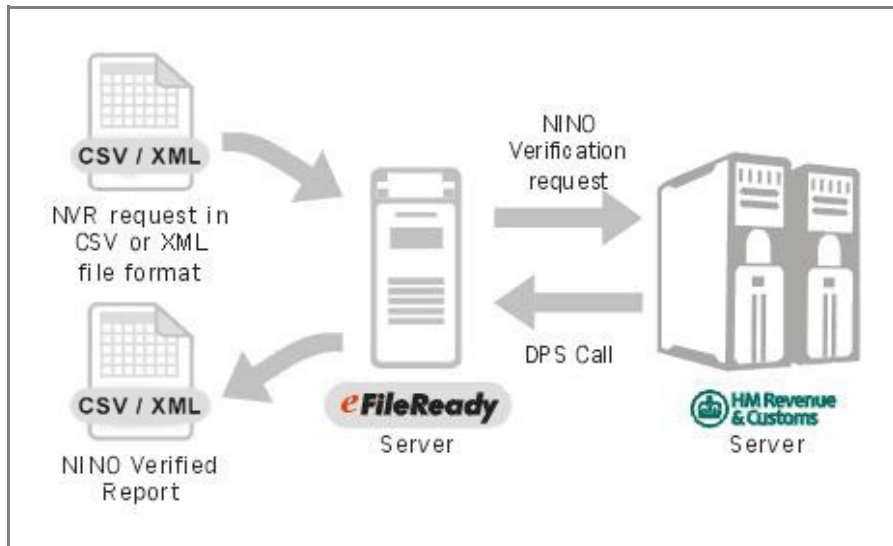 CSV / XML
NVR request in
CSV or XML
file format
NINO
Verification
request
DPS Call
eFileReady
Server
HM Revenue
& Customs
Server
CSV / XML
NINO Verified
Report